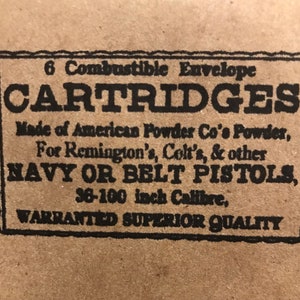 6 Combustible Envelope
CARTRIDGES
Made of American Powder Co's Powder,
For Remington's, Colt's, & other
NAVY OR BELT PISTOLS,
36-100 inch Calibre,
WARRANTED SUPERIOR QUALITY